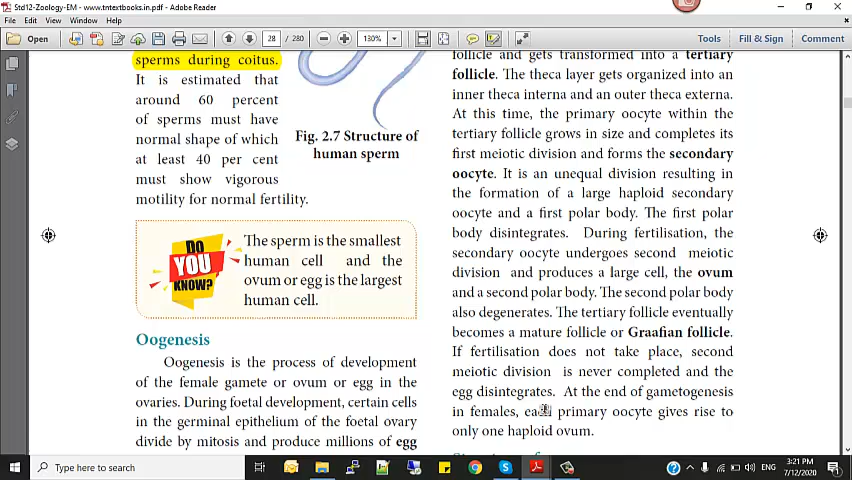 Std12-Zoology-EM - www.tntextbooks.in.pdf - Adobe Reader
File Edit View Window Help
Open
28 / 280
130%
Tools
Fill & Sign
Comment
sperms during coitus.
It is estimated that
around 60 percent
of sperms must have
normal shape of which
at least 40 per cent
must show vigorous
motility for normal fertility.
Fig. 2.7 Structure of
human sperm
DO
YOU
KNOW?
The sperm is the smallest
human cell and the
ovum or egg is the largest
human cell.
Oogenesis
Oogenesis is the process of development
of the female gamete or ovum or egg in the
ovaries. During foetal development, certain cells
in the germinal epithelium of the foetal ovary
divide by mitosis and produce millions of egg
follicle and gets transformed into a tertiary
follicle. The theca layer gets organized into an
inner theca interna and an outer theca externa.
At this time, the primary oocyte within the
tertiary follicle grows in size and completes its
first meiotic division and forms the secondary
oocyte. It is an unequal division resulting in
the formation of a large haploid secondary
oocyte and a first polar body. The first polar
body disintegrates. During fertilisation, the
secondary oocyte undergoes second meiotic
division and produces a large cell, the ovum
and a second polar body. The second polar body
also degenerates. The tertiary follicle eventually
becomes a mature follicle or Graafian follicle.
If fertilisation does not take place, second
meiotic division is never completed and the
egg disintegrates. At the end of gametogenesis
in females, each primary oocyte gives rise to
only one haploid ovum.
Type here to search
ENG
3:21 PM
7/12/2020